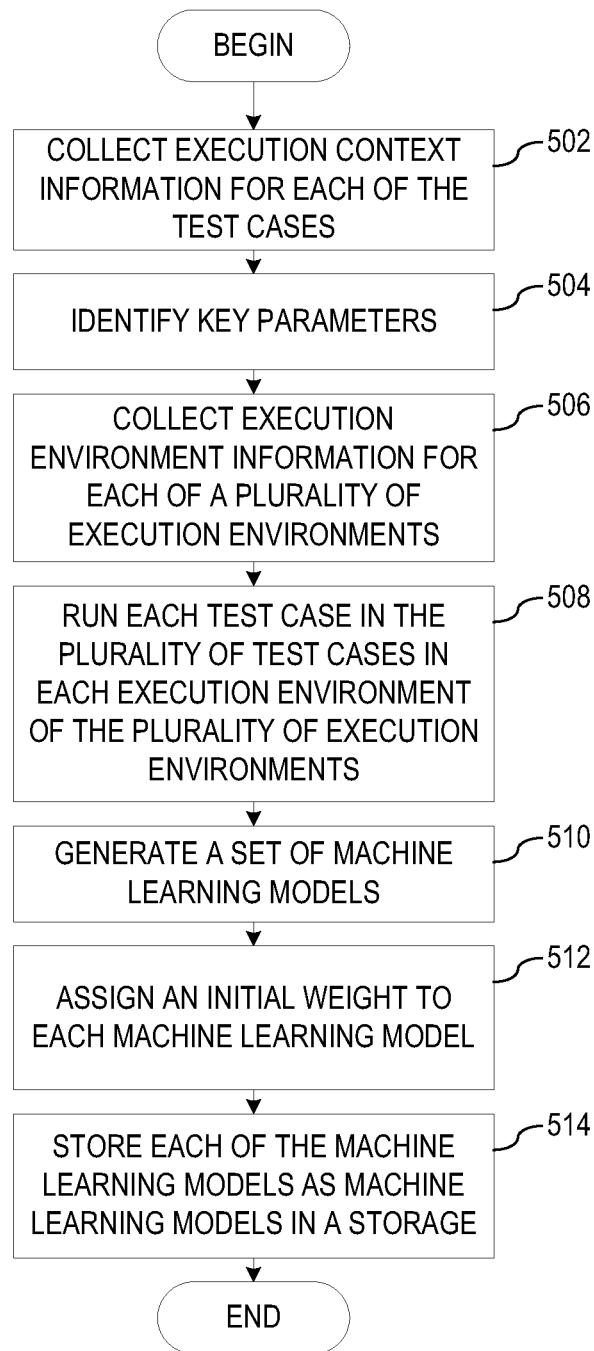 BEGIN
COLLECT EXECUTION CONTEXT
INFORMATION FOR EACH OF THE
TEST CASES
502
IDENTIFY KEY PARAMETERS
504
COLLECT EXECUTION
ENVIRONMENT INFORMATION FOR
EACH OF A PLURALITY OF
EXECUTION ENVIRONMENTS
506
RUN EACH TEST CASE IN THE
PLURALITY OF TEST CASES IN
EACH EXECUTION ENVIRONMENT
OF THE PLURALITY OF EXECUTION
ENVIRONMENTS
508
GENERATE A SET OF MACHINE
LEARNING MODELS
510
ASSIGN AN INITIAL WEIGHT TO
EACH MACHINE LEARNING MODEL
512
STORE EACH OF THE MACHINE
LEARNING MODELS AS MACHINE
LEARNING MODELS IN A STORAGE
514
END